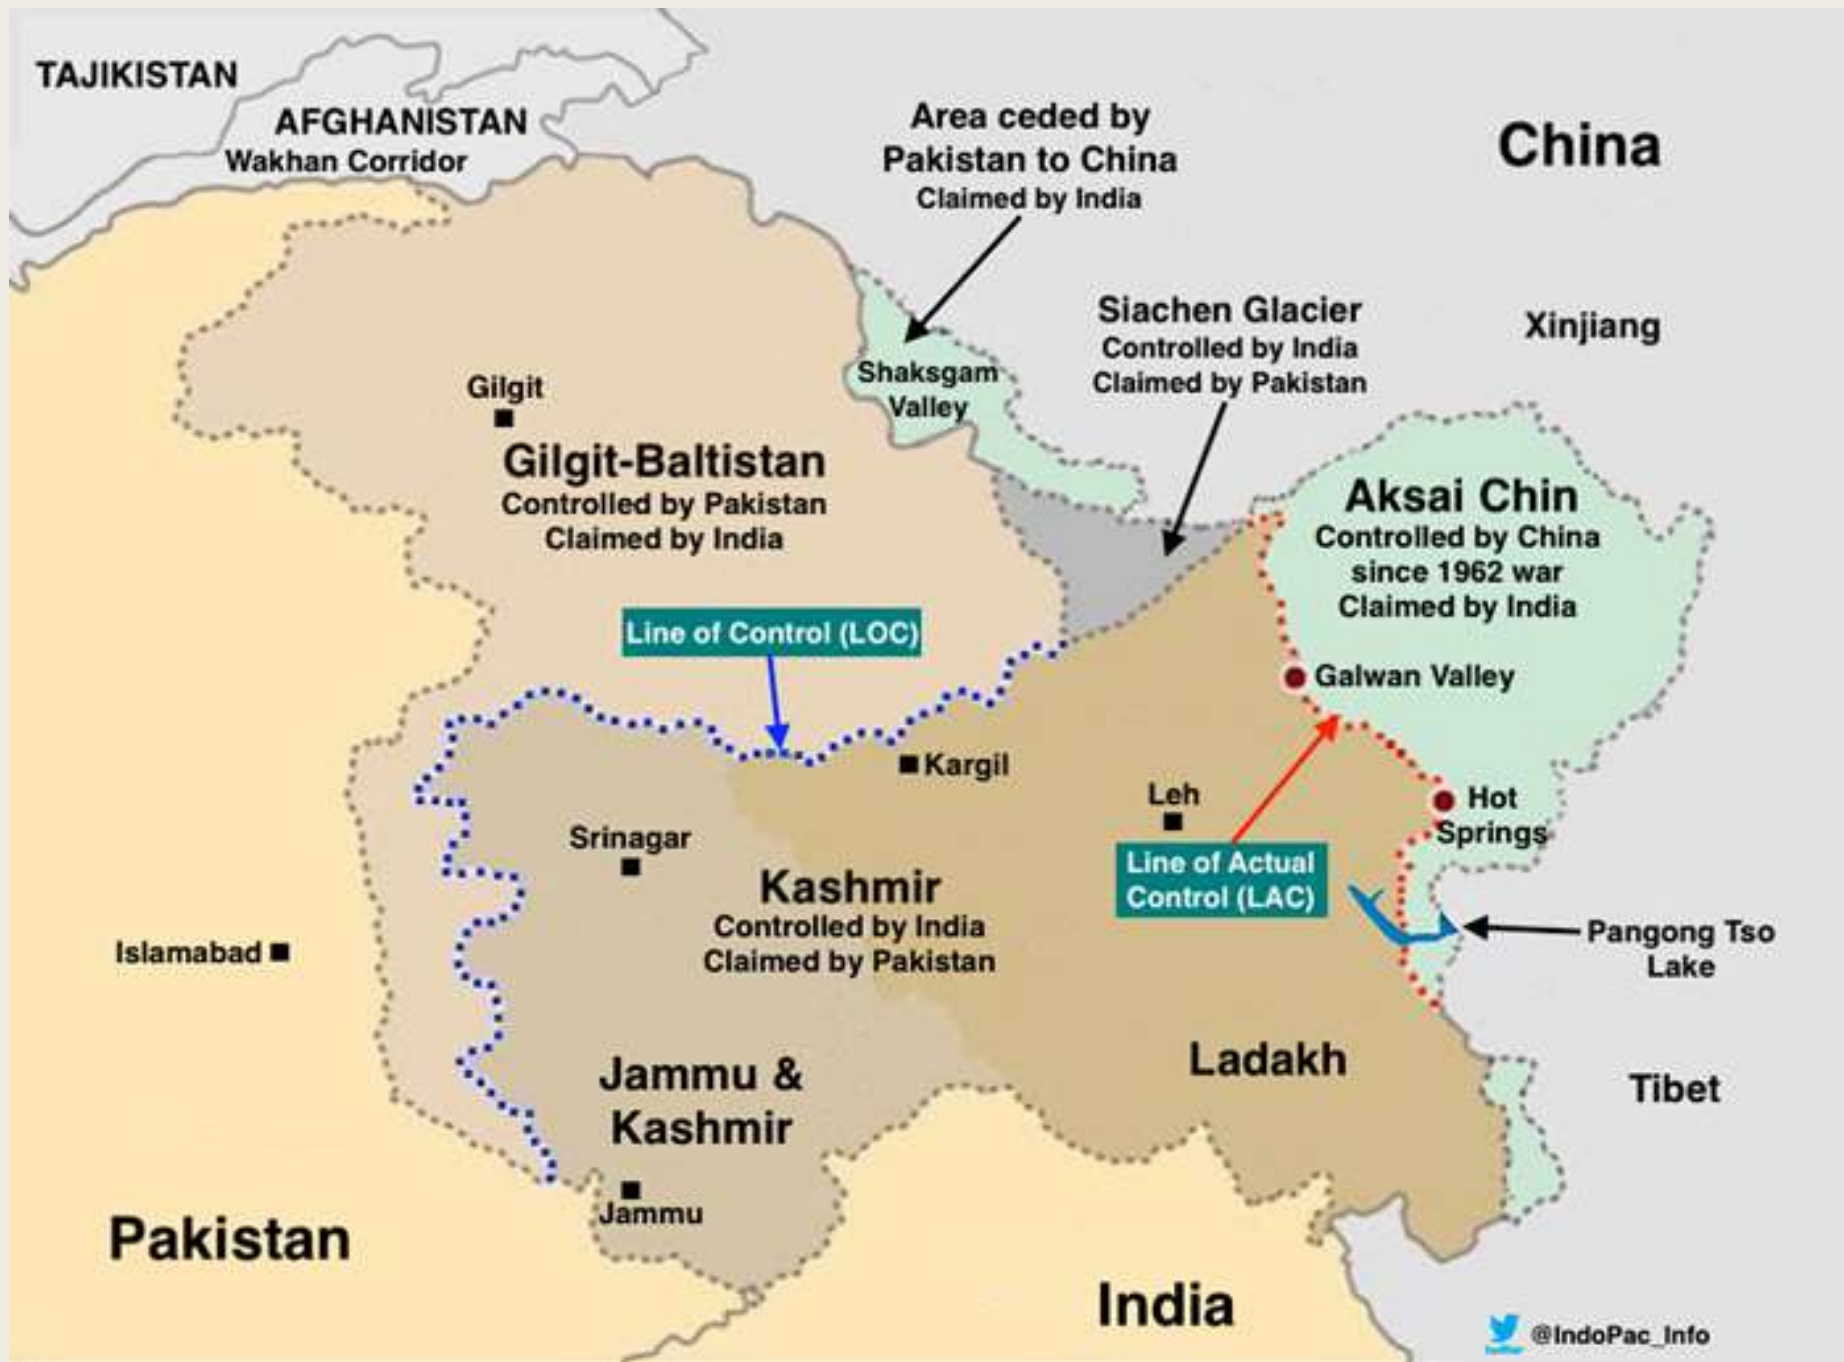 TAJIKISTAN
AFGHANISTAN
Wakhan Corridor
Area ceded by
Pakistan to China
Claimed by India
China
Siachen Glacier
Controlled by India
Claimed by Pakistan
Xinjiang
Shaksgam
Valley
Gilgit
Gilgit-Baltistan
Controlled by Pakistan
Claimed by India
Aksai Chin
Controlled by China
since 1962 war
Claimed by India
Line of Control (LOC)
Galwan Valley
Kargil
Leh
Hot
Springs
Srinagar
Line of Actual
Control (LAC)
Kashmir
Controlled by India
Claimed by Pakistan
Islamabad
Pangong Tso
Lake
Ladakh
Jammu &
Kashmir
Tibet
Jammu
Pakistan
India
@IndoPac_Info